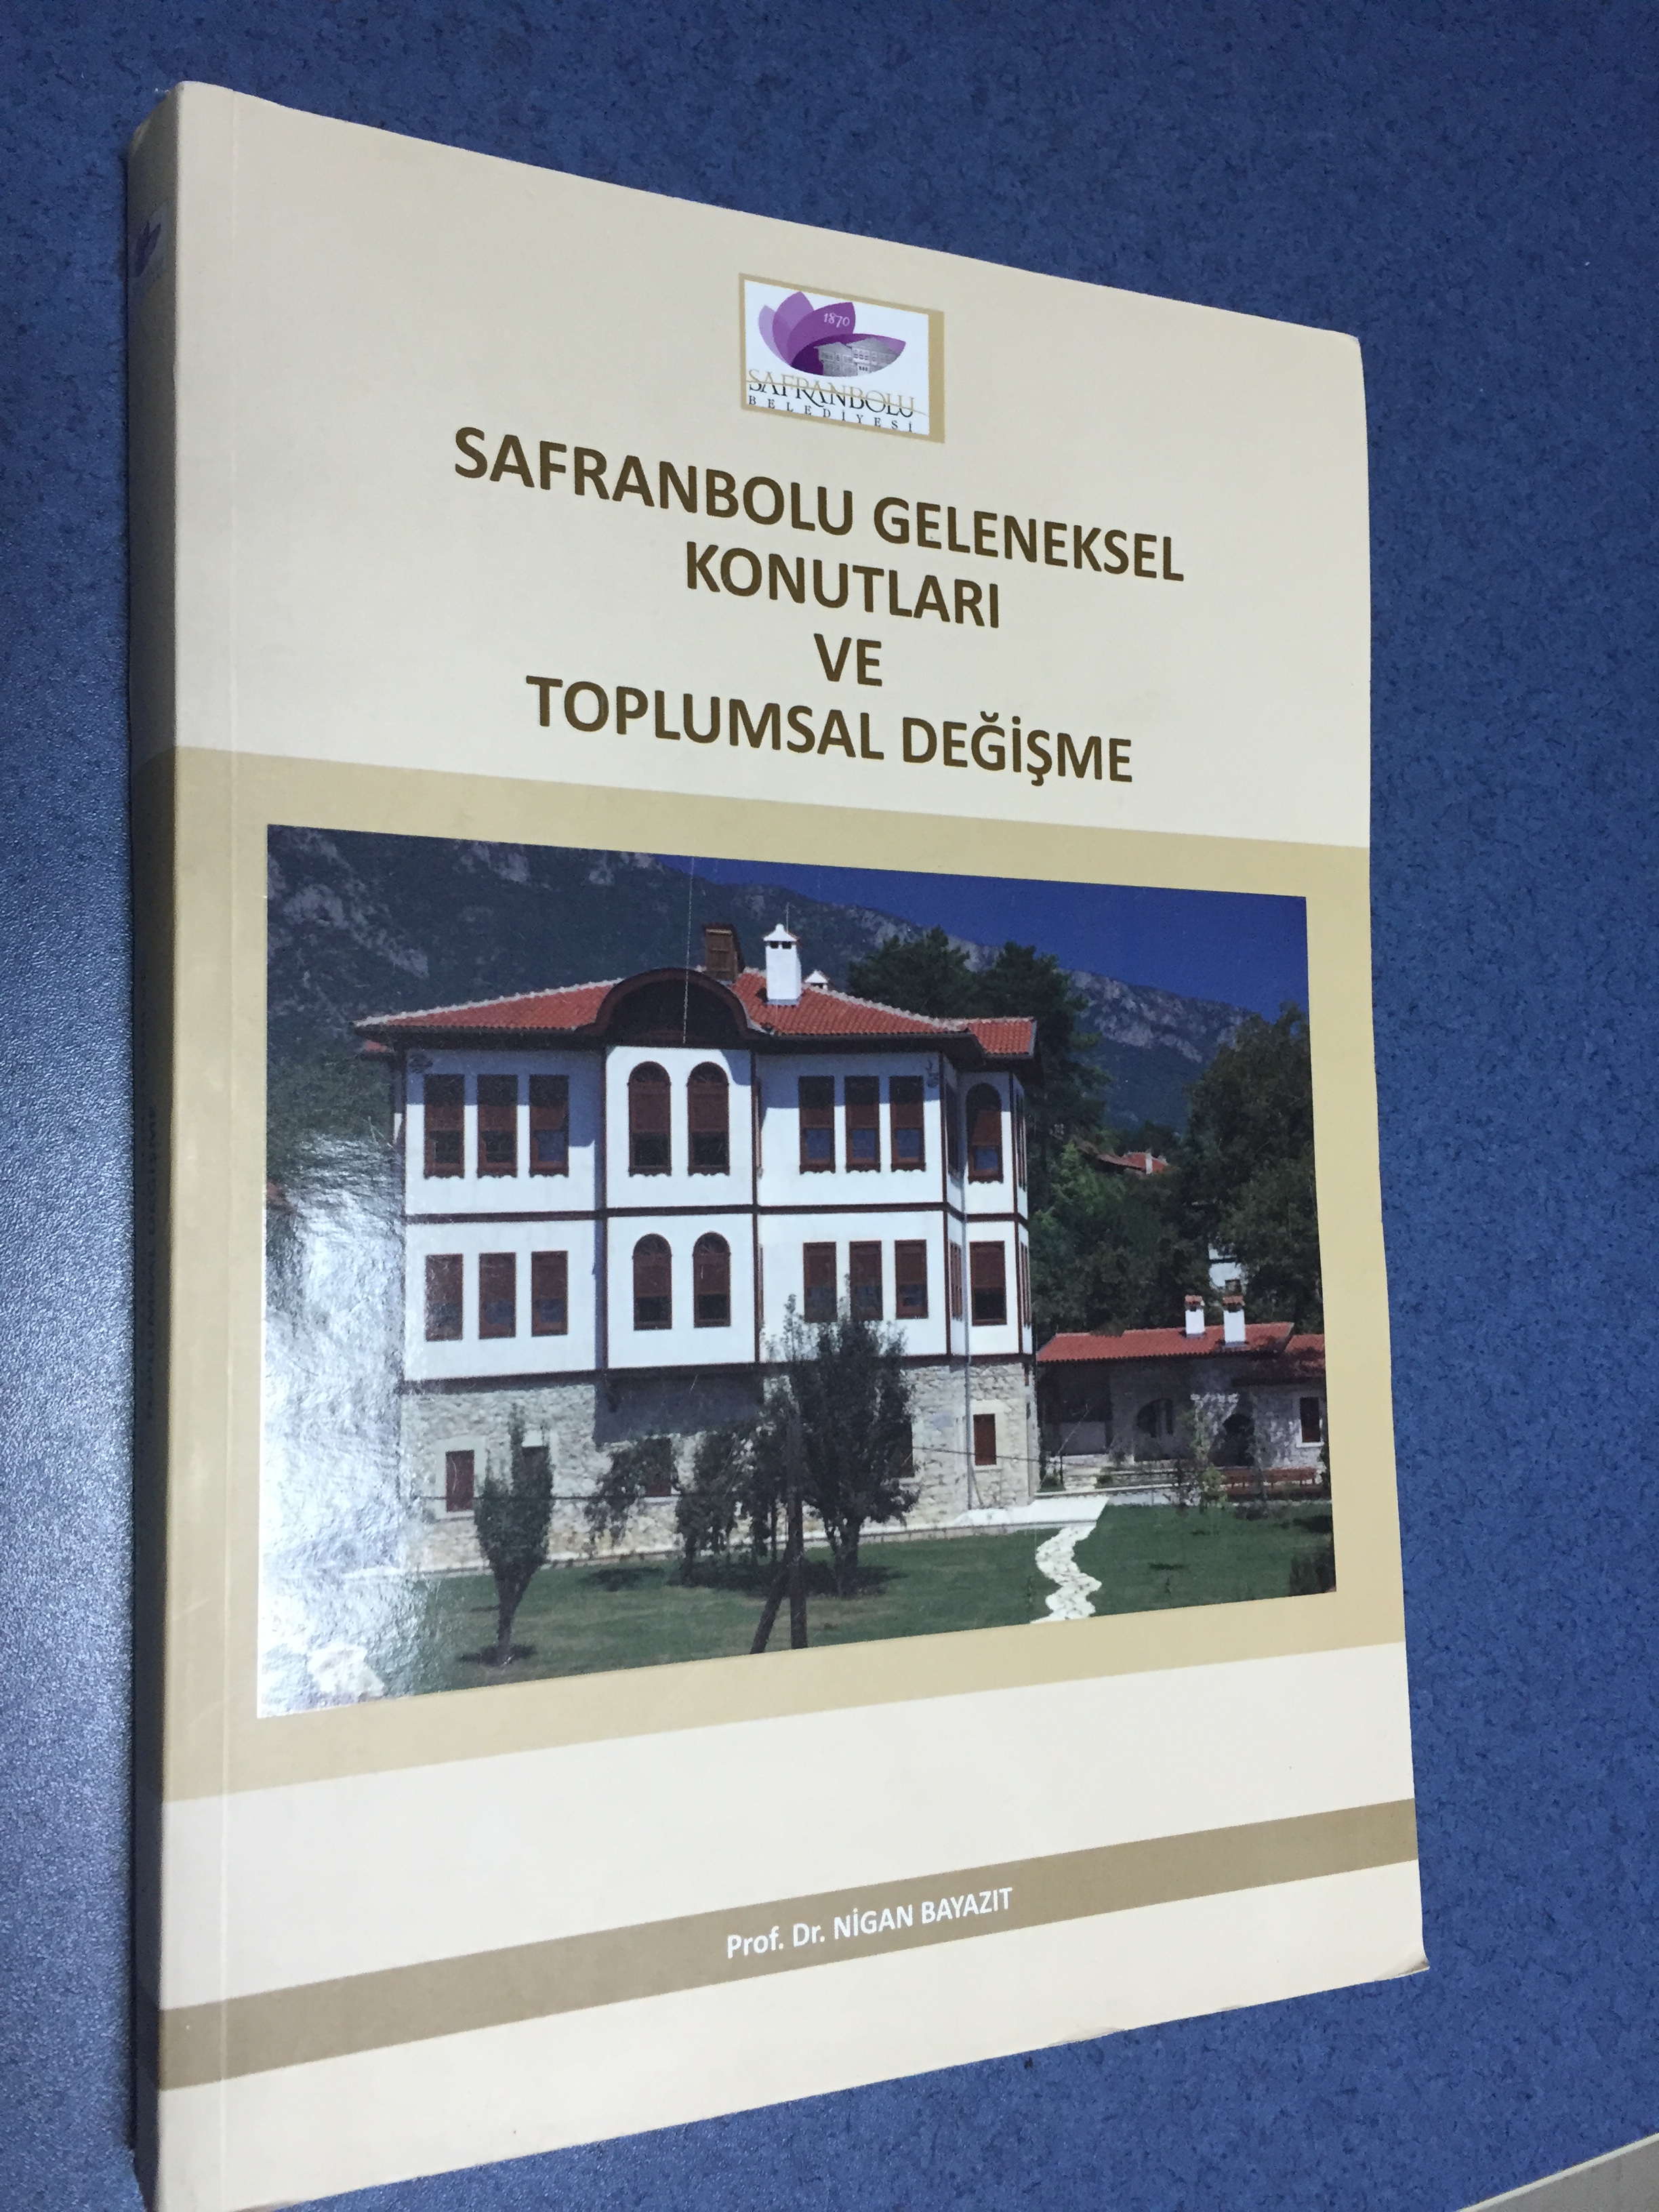 1870
SAFRANBOLU
BELEDİYESİ
SAFRANBOLU GELENEKSEL
KONUTLARI
VE
TOPLUMSAL DEĞİŞME
Prof. Dr. NİGAN BAYAZIT